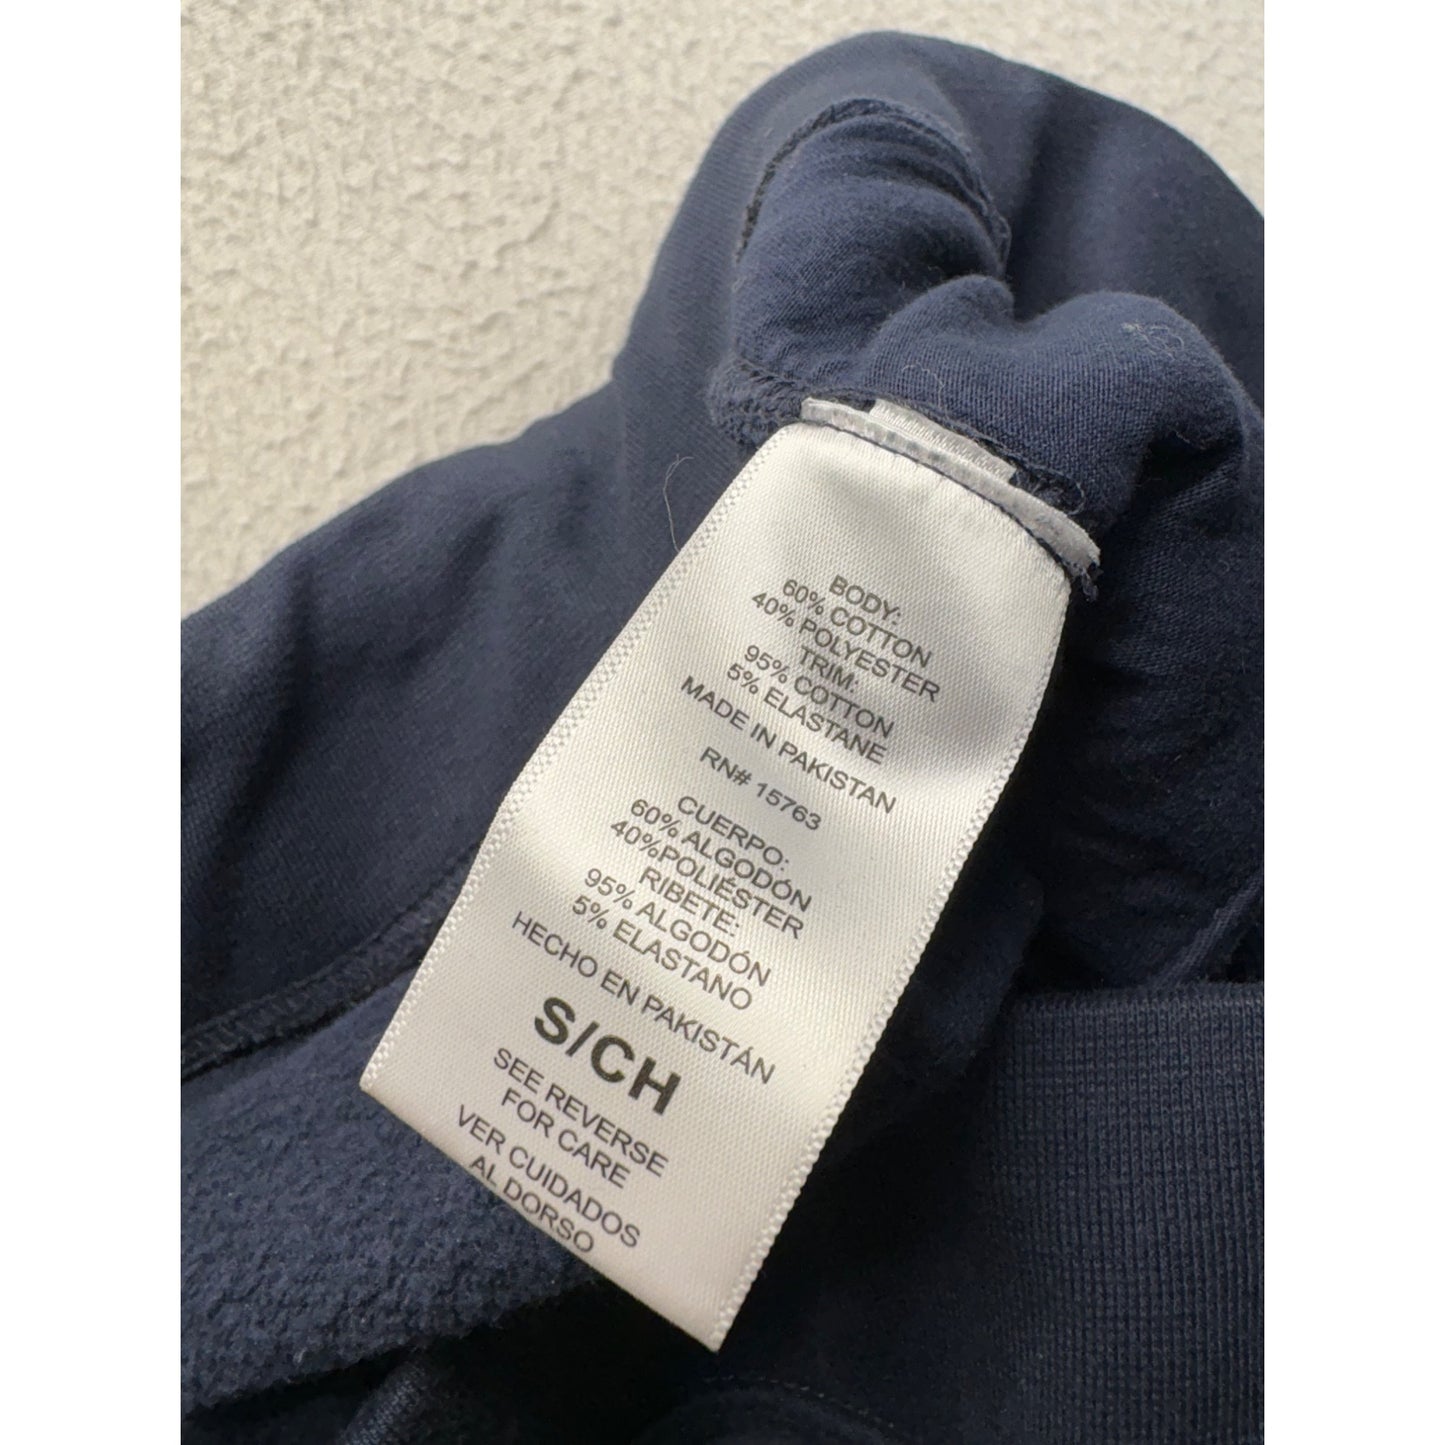 BODY:
60% COTTON
40% POLYESTER
TRIM:
95% COTTON
5% ELASTANE
MADE IN PAKISTAN
RN# 15763
CUERPO:
60% ALGODÓN
40%POLIÉSTER
RIBETE:
95% ALGODÓN
5% ELASTANO
HECHO EN PAKISTÁN
S/CH
SEE REVERSE
FOR CARE
VER CUIDADOS
AL DORSO